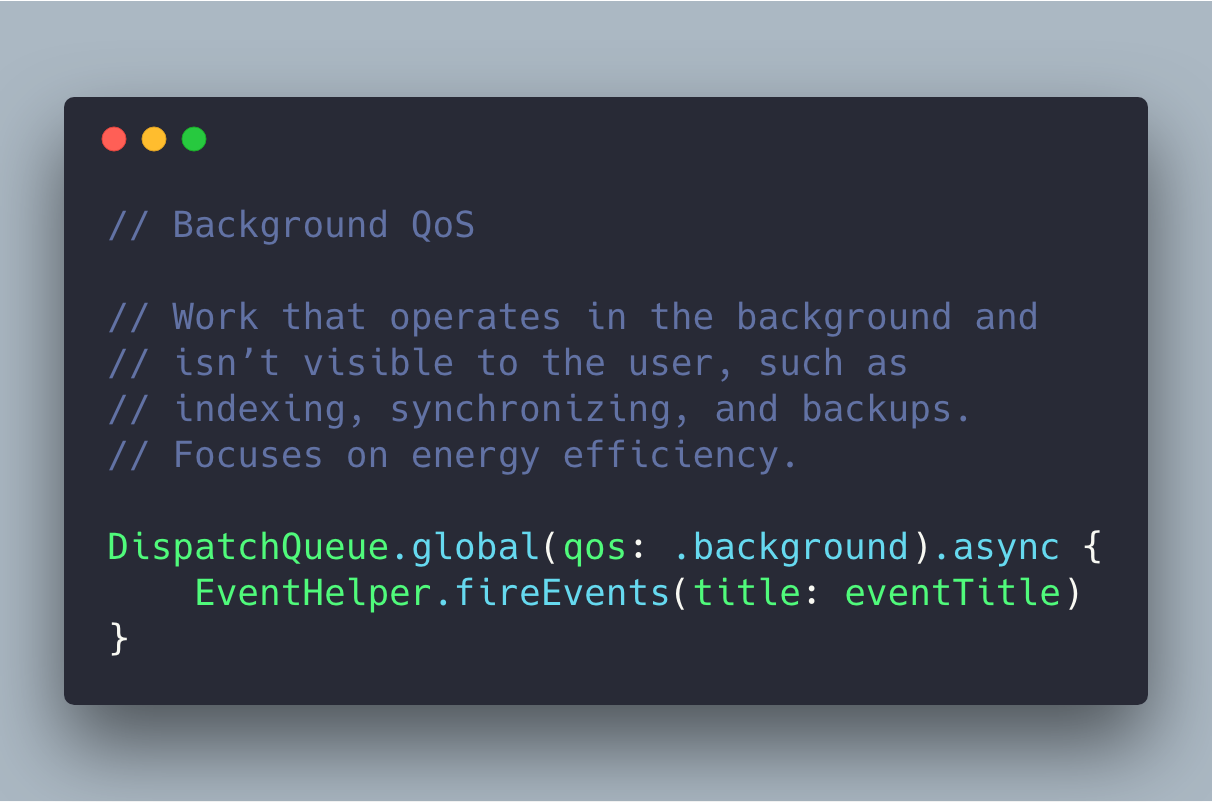 // Background QoS
// Work that operates in the background and
// isn’t visible to the user, such as
// indexing, synchronizing, and backups.
// Focuses on energy efficiency.
DispatchQueue.global(qos: .background).async {
    EventHelper.fireEvents(title: eventTitle)
}